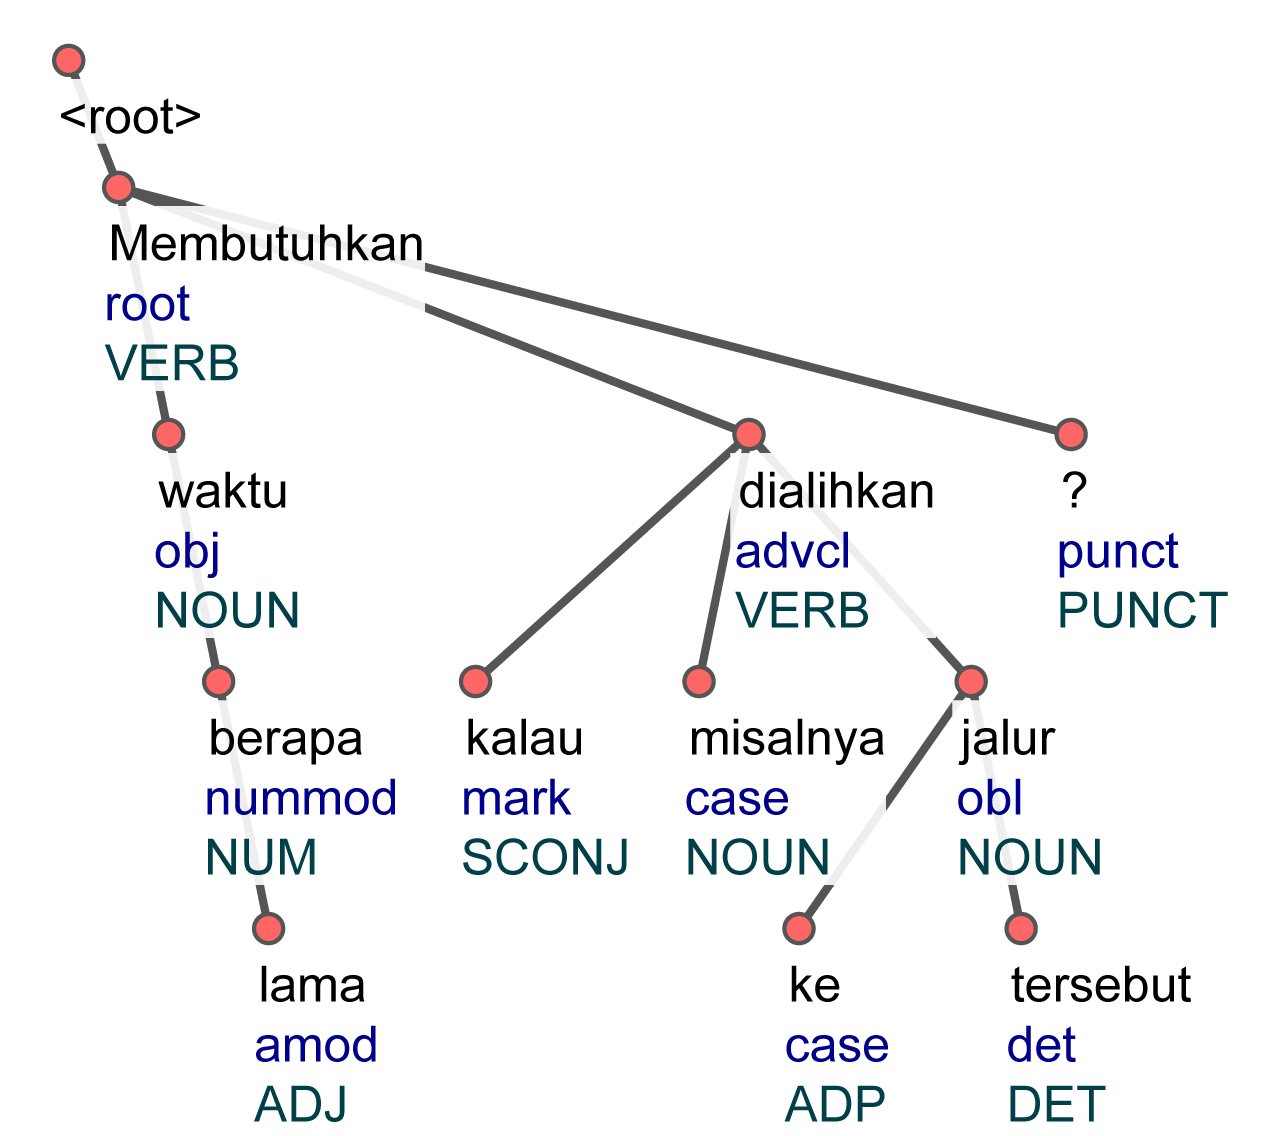 <root>
Membutuhkan
root
VERB
waktu
obj
NOUN
dialihkan
advcl
VERB
?
punct
PUNCT
berapa
nummod
NUM
kalau
mark
SCONJ
misalnya
case
NOUN
jalur
obl
NOUN
lama
amod
ADJ
ke
case
ADP
tersebut
det
DET